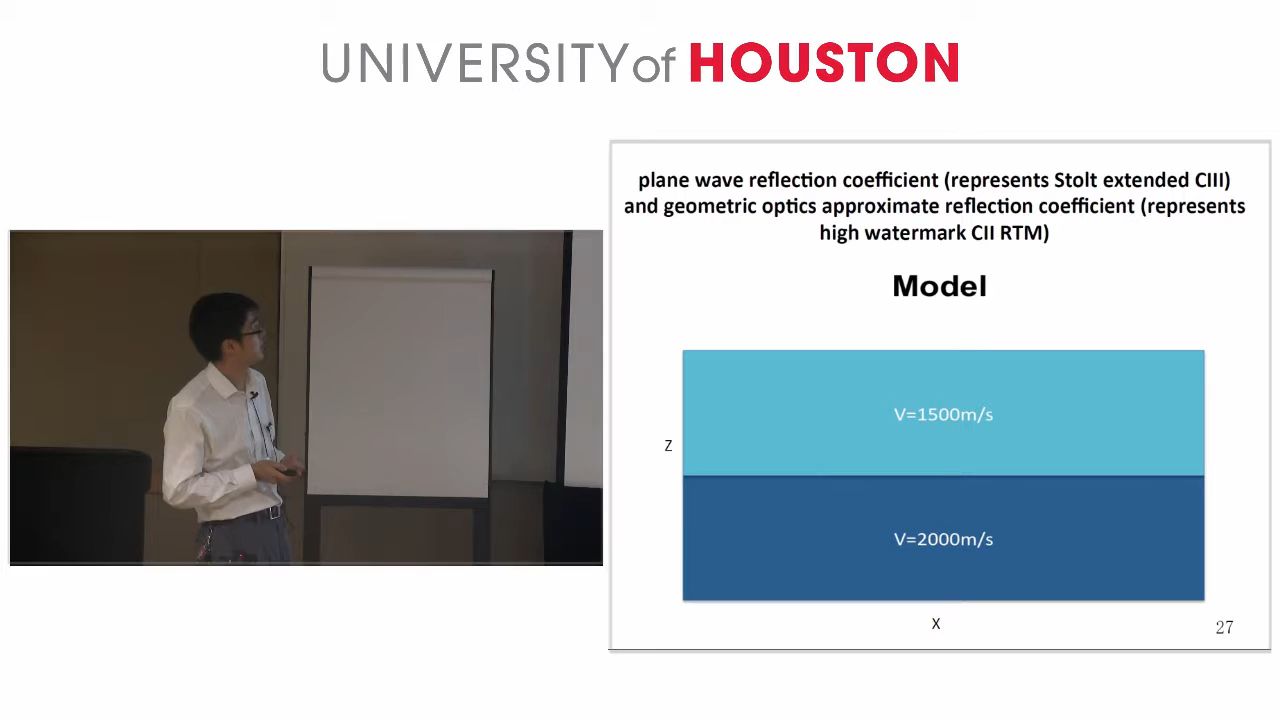 UNIVERSITY of HOUSTON
plane wave reflection coefficient (represents Stolt extended CIII)
and geometric optics approximate reflection coefficient (represents
high watermark CII RTM)
Model
V=1500m/s
Z
V=2000m/s
X
27